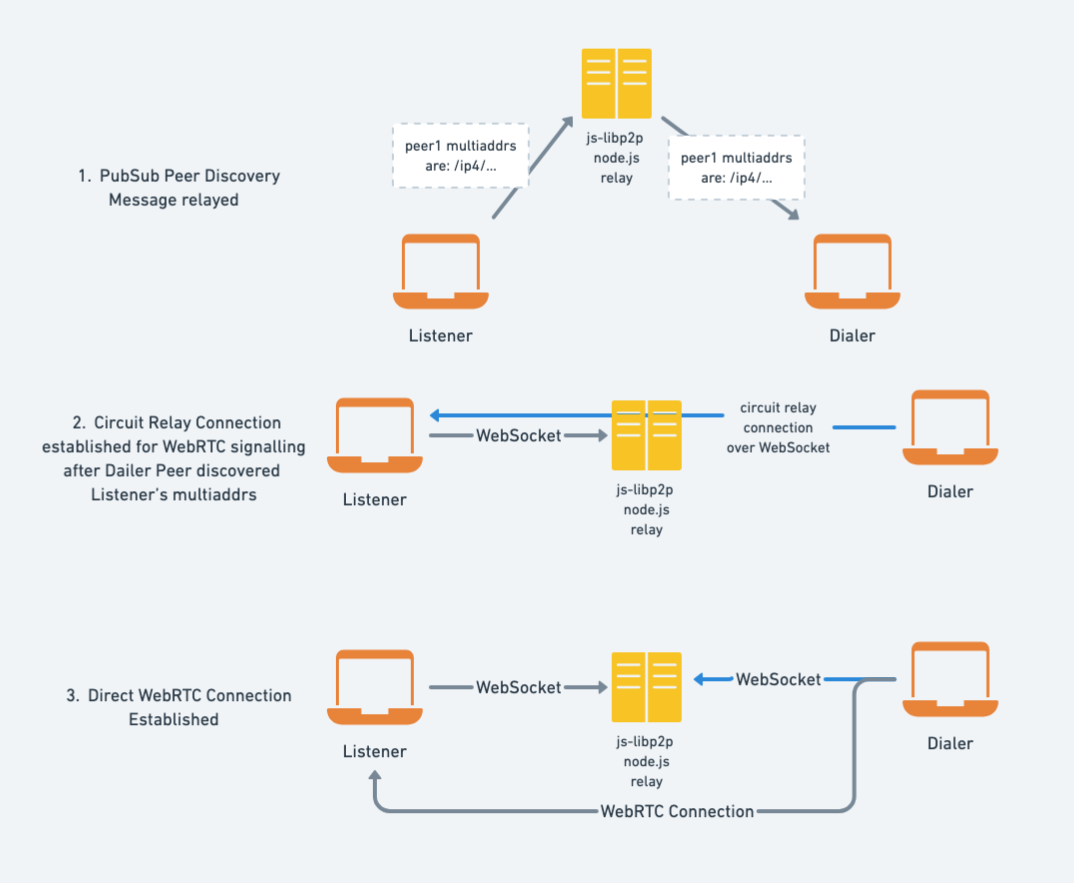 js-libp2p
node.js
relay
peer1 multiaddrs
are: /ip4/...
peer1 multiaddrs
are: /ip4/...
1. PubSub Peer Discovery
Message relayed
Listener
Dialer
2. Circuit Relay Connection
established for WebRTC signalling
after Dailer Peer discovered
Listener's multiaddrs
WebSocket
circuit relay
connection
over WebSocket
Listener
js-libp2p
node.js
relay
Dialer
3. Direct WebRTC Connection
Established
WebSocket
WebSocket
Listener
js-libp2p
node.js
relay
Dialer
WebRTC Connection